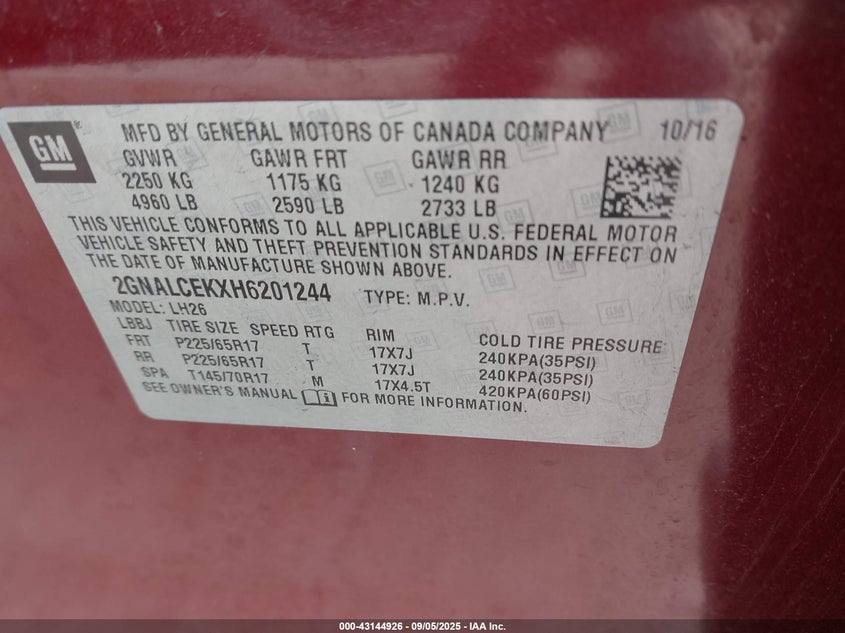 GM
MFD BY GENERAL MOTORS OF CANADA COMPANY 10/16
GVWR GAWR FRT GAWR RR
2250 KG 1175 KG 1240 KG
4960 LB 2590 LB 2733 LB
THIS VEHICLE CONFORMS TO ALL APPLICABLE U.S. FEDERAL MOTOR
VEHICLE SAFETY AND THEFT PREVENTION STANDARDS IN EFFECT ON
THE DATE OF MANUFACTURE SHOWN ABOVE.
2GNALCEKXH6201244 TYPE: M.P.V.
MODEL: LH26
LBBJ TIRE SIZE SPEED RTG RIM COLD TIRE PRESSURE:
FRT P225/65R17 T 17X7J 240KPA(35PSI)
RR P225/65R17 T 17X7J 240KPA(35PSI)
SPA T145/70R17 M 17X4.5T 420KPA(60PSI)
SEE OWNER'S MANUAL i FOR MORE INFORMATION.
000-43144926 - 09/05/2025 - IAA Inc.